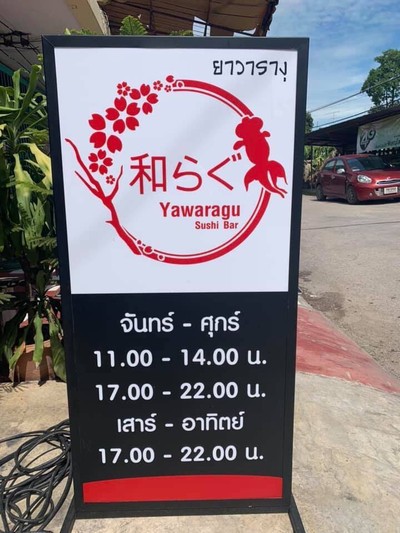 ยาวารางุ
和らぐ
Yawaragu
Sushi Bar
จันทร์ - ศุกร์
11.00 - 14.00 น.
17.00 - 22.00 น.
เสาร์ - อาทิตย์
17.00 - 22.00 น.